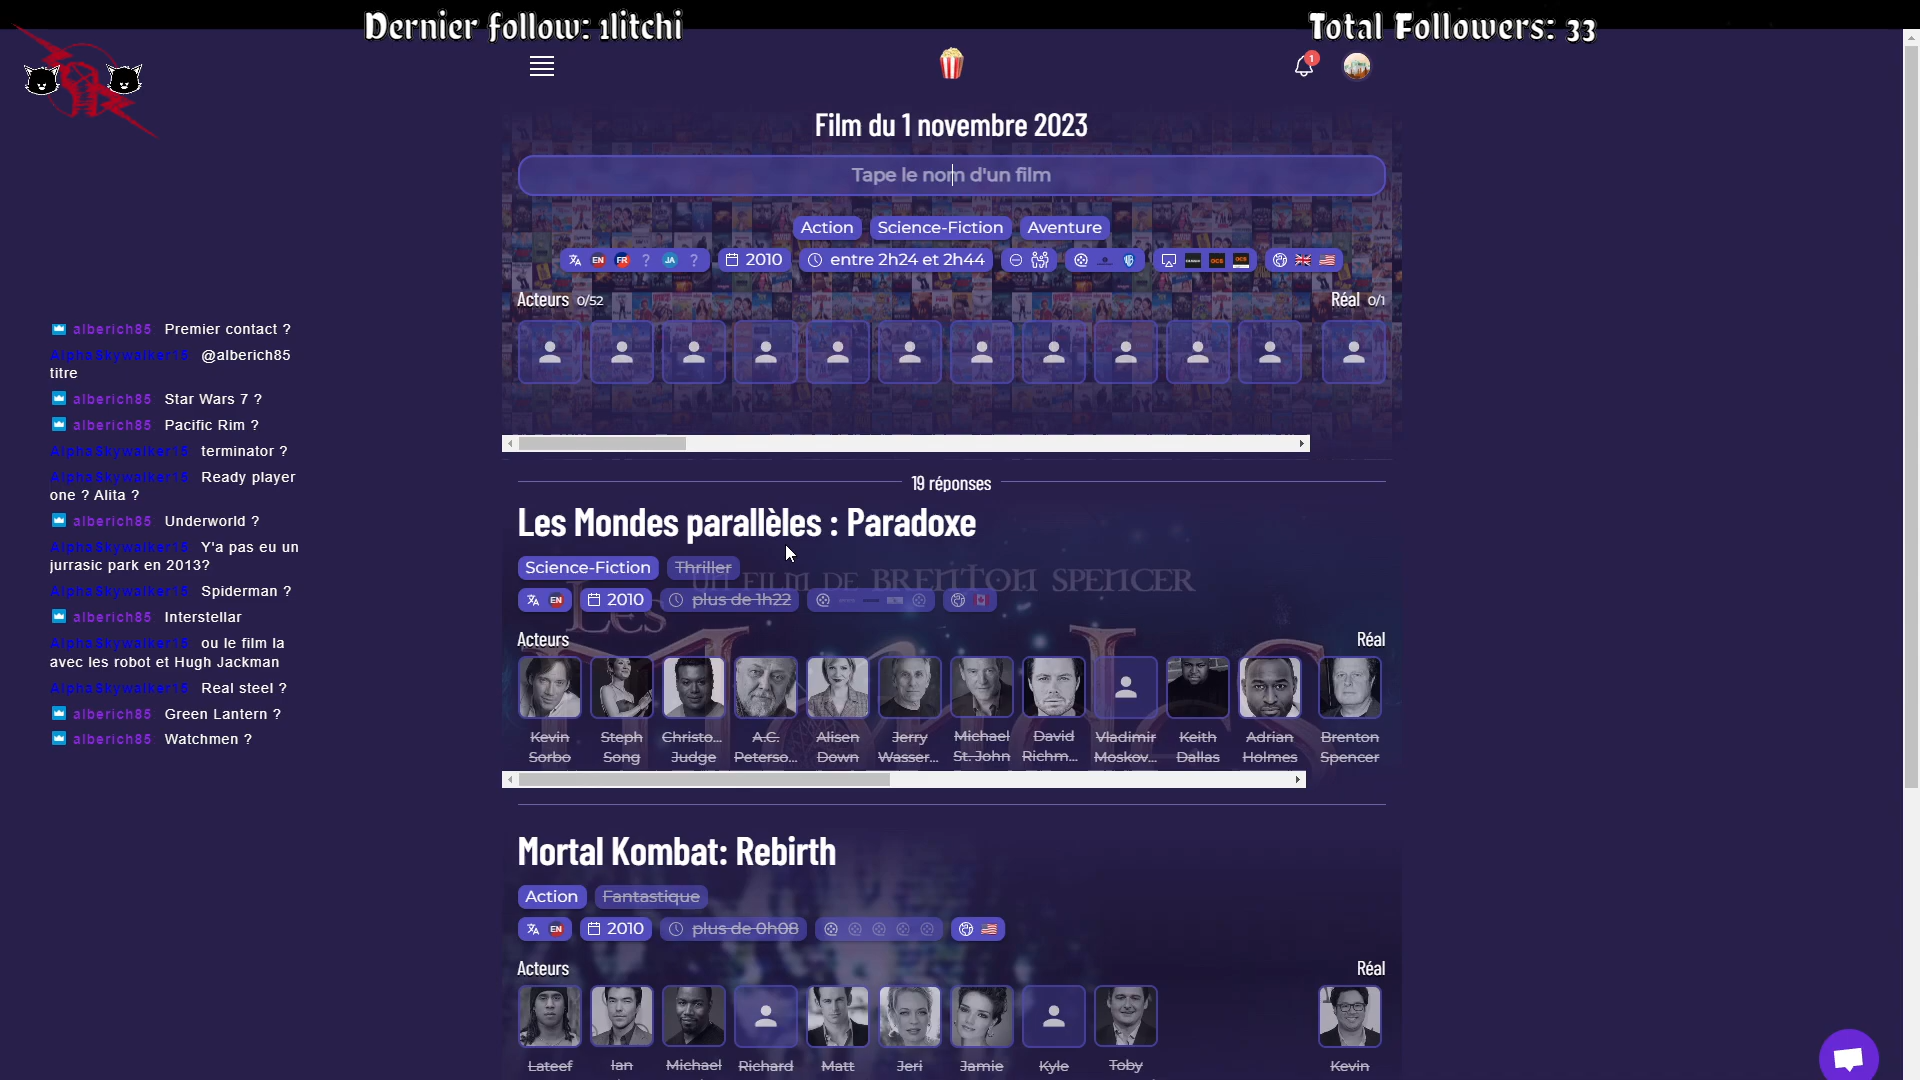 Dernier follow: 1litchi
Total Followers: 33
1
Film du 1 novembre 2023
Tape le nom d'un film
Action Science-Fiction Aventure
EN FR ? JA ? 2010 entre 2h24 et 2h44
Acteurs 0/52
Réal 0/1
alberich85 Premier contact ?
AlphaSkywalker15 @alberich85
titre
alberich85 Star Wars 7 ?
alberich85 Pacific Rim ?
AlphaSkywalker15 terminator ?
AlphaSkywalker15 Ready player
one ? Alita ?
alberich85 Underworld ?
AlphaSkywalker15 Y'a pas eu un
jurrasic park en 2013?
AlphaSkywalker15 Spiderman ?
alberich85 Interstellar
AlphaSkywalker15 ou le film la
avec les robot et Hugh Jackman
AlphaSkywalker15 Real steel ?
alberich85 Green Lantern ?
alberich85 Watchmen ?
19 réponses
Les Mondes parallèles : Paradoxe
Science-Fiction Thriller
UN FILM DE BRENTON SPENCER
EN 2010 plus de 1h22
Les
Acteurs
Réal
Kevin Sorbo
Steph Song
Christo... Judge
A.C. Peterso...
Alisen Down
Jerry Wasser...
Michael St. John
David Richm...
Vladimir Moskov...
Keith Dallas
Adrian Holmes
Brenton Spencer
Mortal Kombat: Rebirth
Action Fantastique
EN 2010 plus de 0h08
Acteurs
Réal
Lateef
Ian
Michael
Richard
Matt
Jeri
Jamie
Kyle
Toby
Kevin